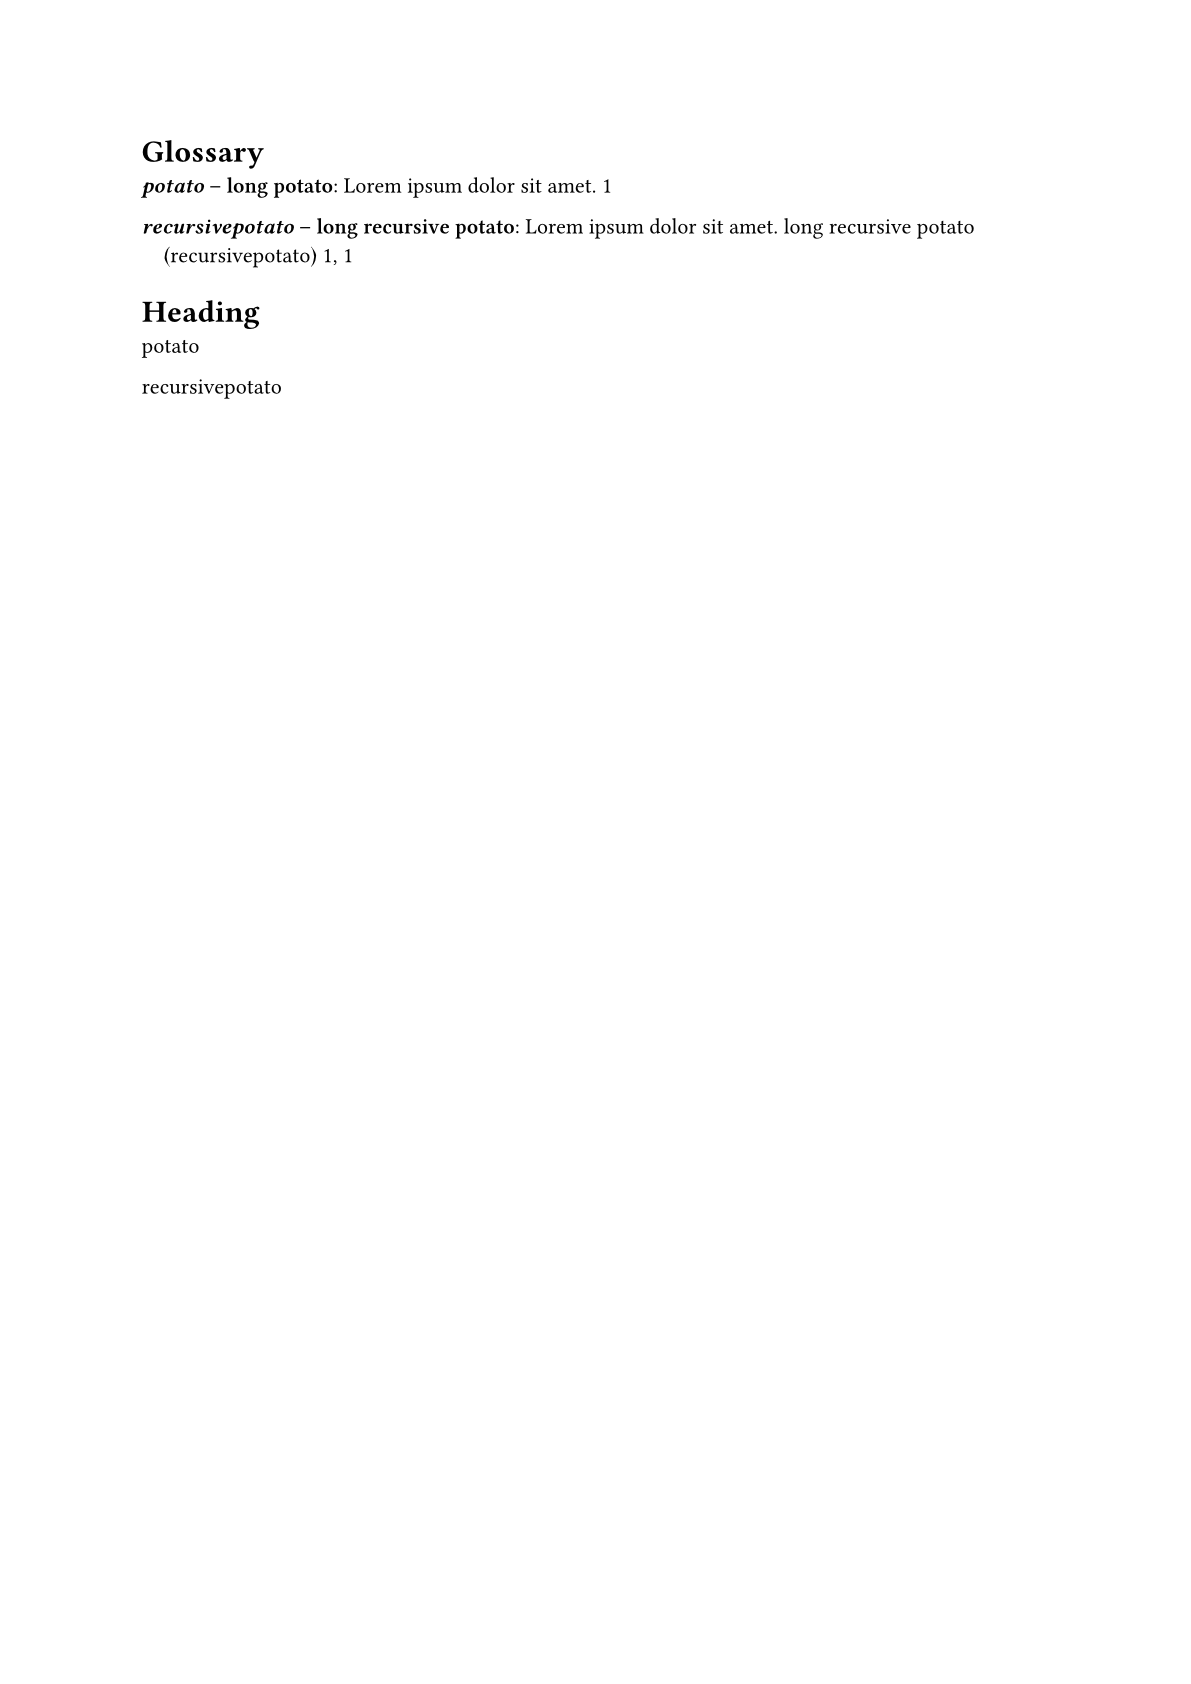 Glossary
potato – long potato: Lorem ipsum dolor sit amet. 1
recursivepotato – long recursive potato: Lorem ipsum dolor sit amet. long recursive potato
(recursivepotato) 1, 1
Heading
potato
recursivepotato